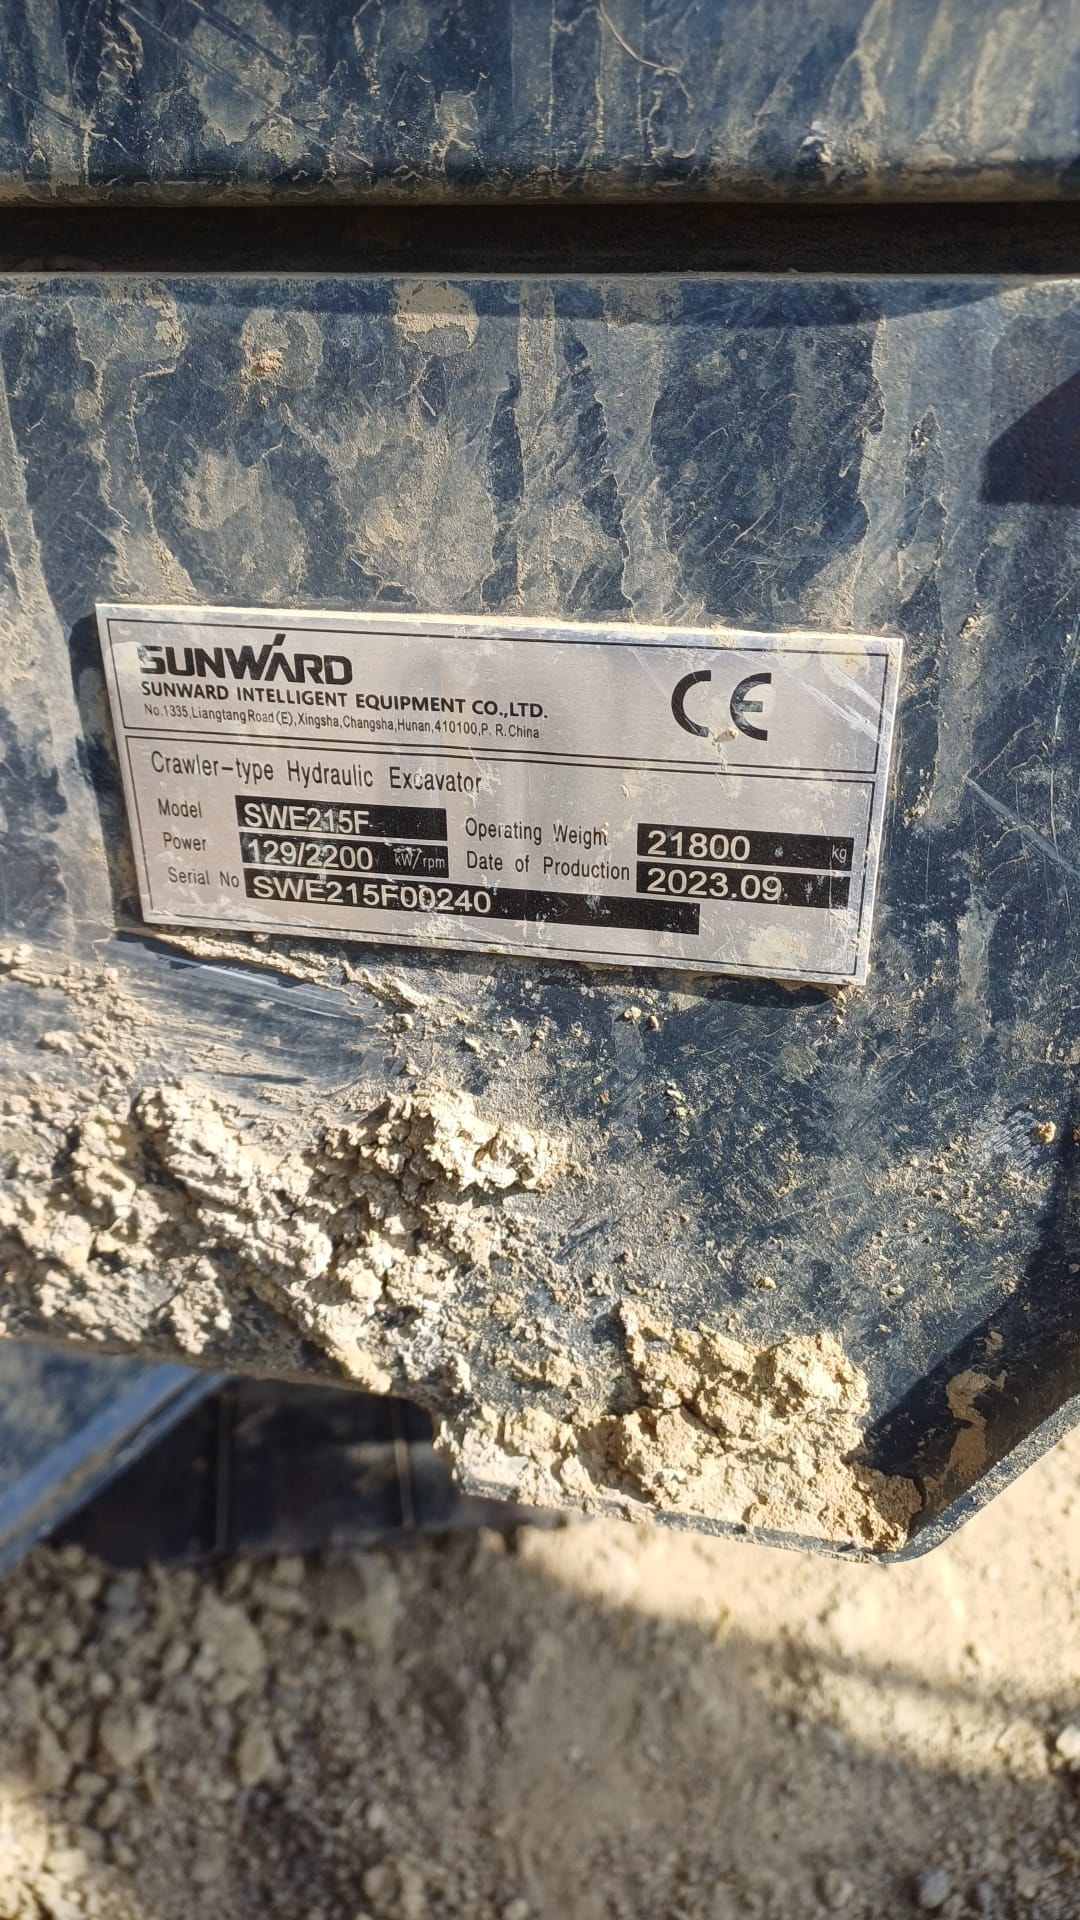 SUNWARD
SUNWARD INTELLIGENT EQUIPMENT CO.,LTD.
No.1335,Liangtang Road (E), Xingsha, Changsha, Hunan, 410100, P. R. China
CE
Crawler-type Hydraulic Excavator
Model SWE215F Operating Weight 21800 kg
Power 129/2200 kW/rpm Date of Production 2023.09
Serial No SWE215F00240